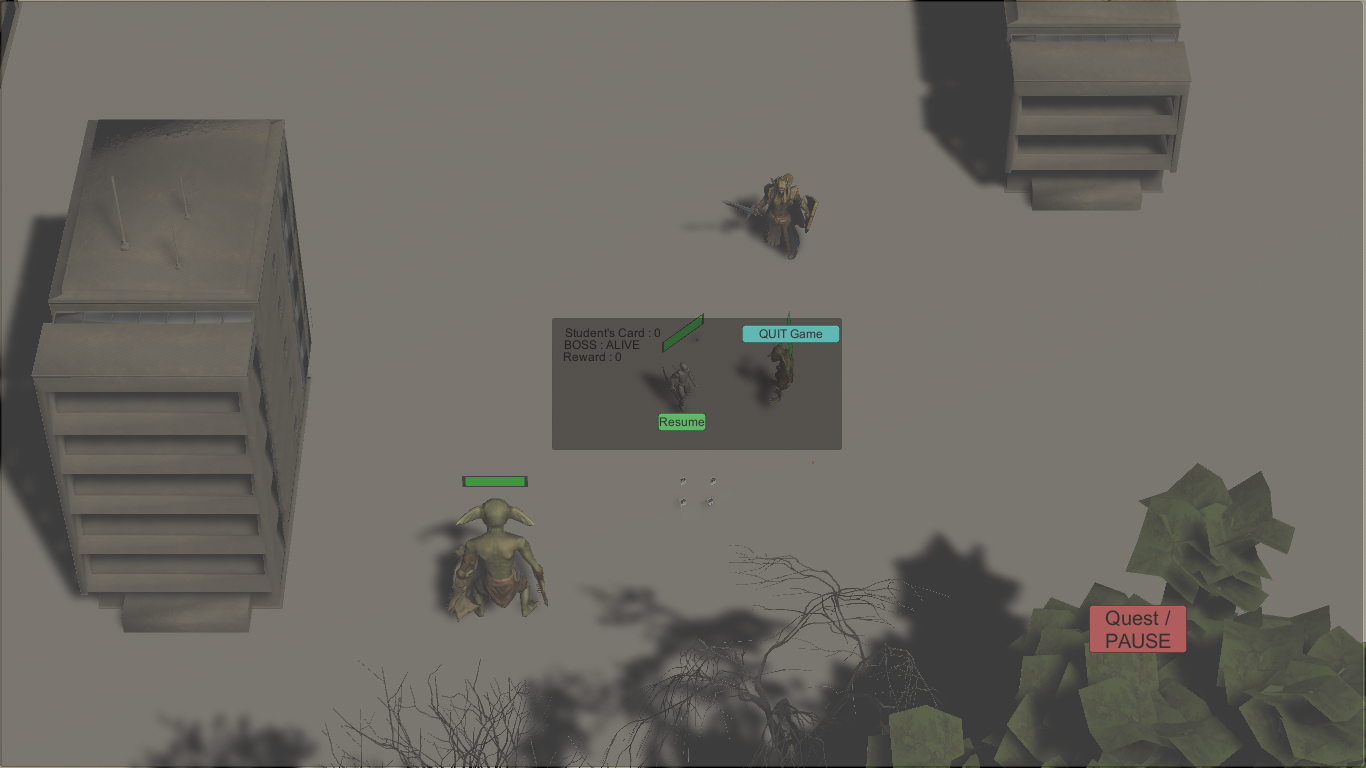 Student's Card : 0
BOSS : ALIVE
Reward : 0
QUIT Game
Resume
Quest /
PAUSE